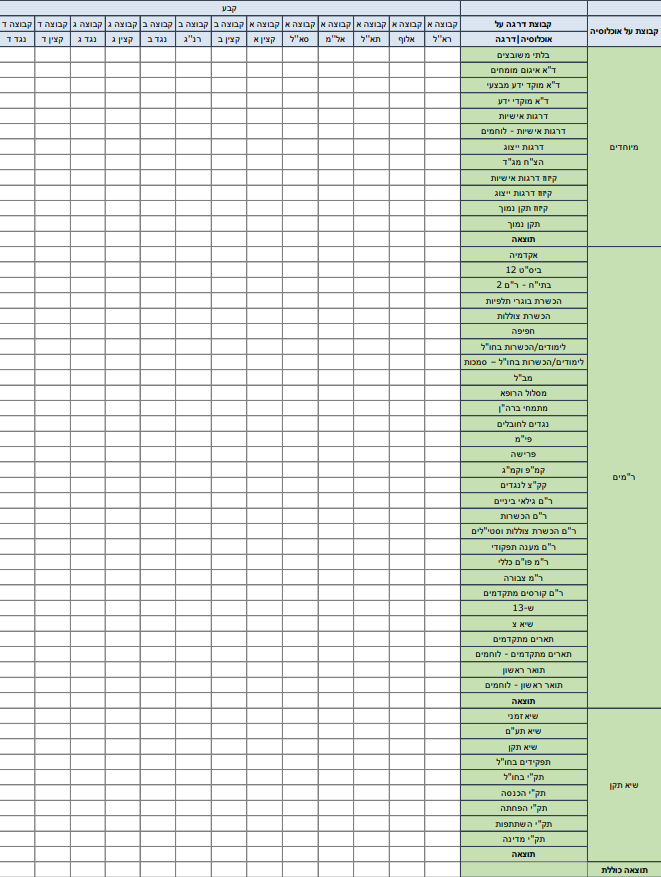 קבע
קבוצת על אוכלוסיה
קבוצת דרגה על
קבוצה א קבוצה א קבוצה א קבוצה א קבוצה א קבוצה א קבוצה ב קבוצה ב קבוצה ב קבוצה ג קבוצה ג קבוצה ד קבוצה ד
אוכלוסיה|דרגה
רא"ל אלוף תא"ל אל"מ סא"ל קצין א קצין ב רנ"ג נגד ב קצין ג נגד ג קצין ד נגד ד
מיוחדים
בלתי משובצים
ד"א איגום מומחים
ד"א מוקד ידע מבצעי
ד"א מוקדי ידע
דרגות אישיות
דרגות אישיות - לוחמים
דרגות ייצוג
הצ"ח מג"ד
קיזוז דרגות אישיות
קיזוז דרגות ייצוג
קיזוז תקן נמוך
תקן נמוך
תוצאה
ר"מים
אקדמיה
ביס"ט 12
בתי"ח - ר"ם 2
הכשרת בוגרי תלפיות
הכשרת צוללות
חפיפה
לימודים/הכשרות בחו"ל
לימודים/הכשרות בחו"ל – סמכות
מב"ל
מסלול הרופא
מתמחי ברה"ן
נגדים לחובלים
פי"מ
פרישה
קמ"פ וקמ"ג
קק"צ לנגדים
ר"ם גילאי ביניים
ר"ם הכשרות
ר"ם הכשרת צוללות וסטי"לים
ר"ם מענה תפקודי
ר"מ פו"ם כללי
ר"מ צבורה
ר"ם קורסים מתקדמים
ש-13
שיא צ
תארים מתקדמים
תארים מתקדמים - לוחמים
תואר ראשון
תואר ראשון - לוחמים
תוצאה
שיא תקן
שיא זמני
שיא תע"ם
שיא תקן
תפקידים בחו"ל
תק"י בחו"ל
תק"י הכנסה
תק"י הפחתה
תק"י השתתפות
תק"י מדינה
תוצאה
תוצאה כוללת